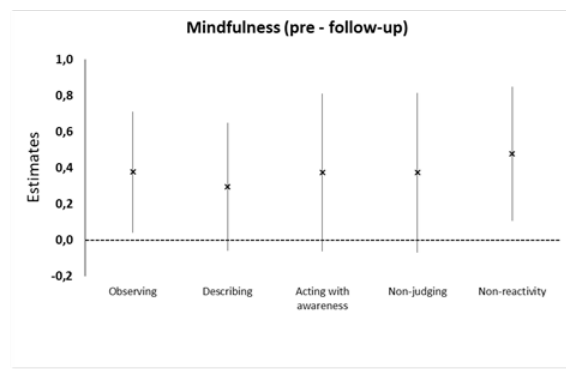 Mindfulness (pre - follow-up)
1,0
0,8
0,6
0,4
0,2
0,0
-0,2
Estimates
Observing
Describing
Acting with
awareness
Non-judging
Non-reactivity